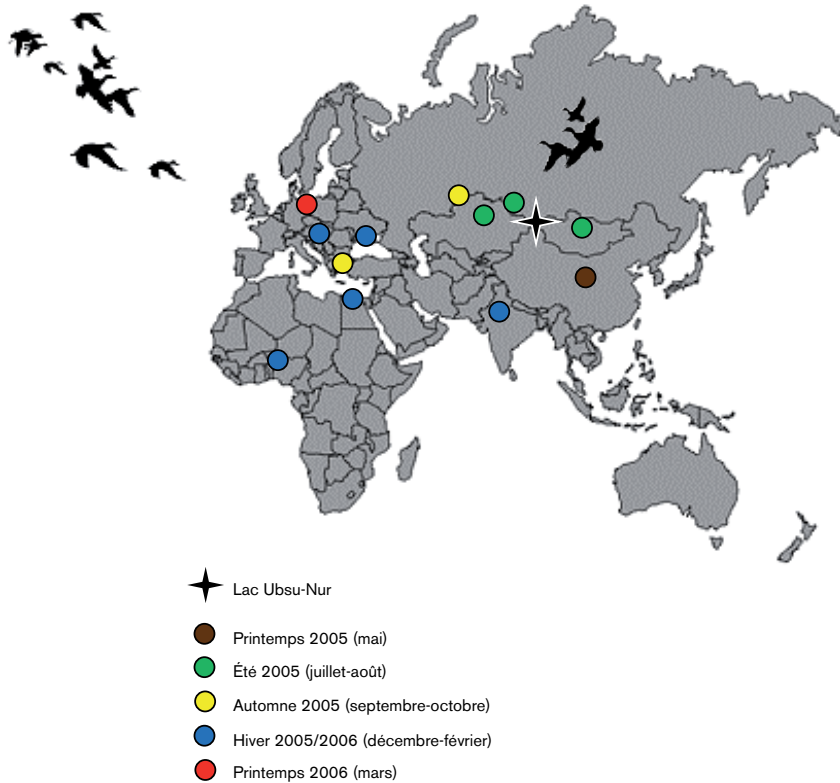 Lac Ubsu-Nur
Printemps 2005 (mai)
Été 2005 (juillet-août)
Automne 2005 (septembre-octobre)
Hiver 2005/2006 (décembre-février)
Printemps 2006 (mars)